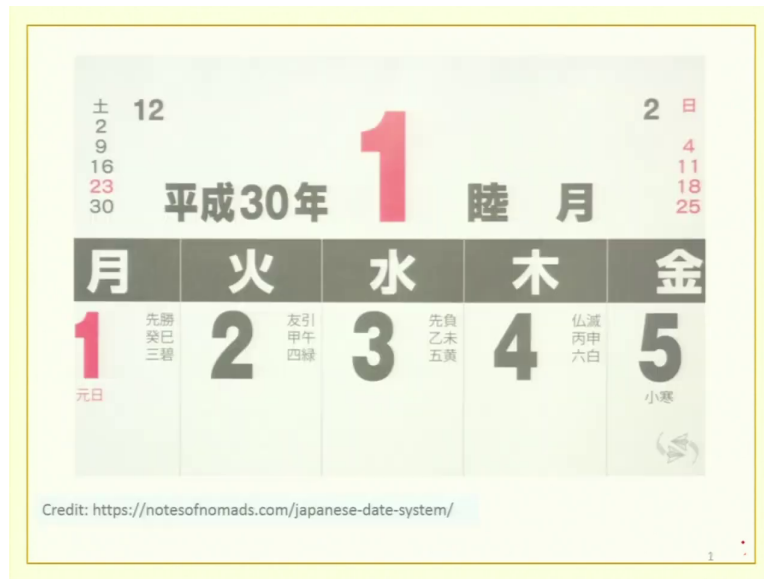 土
2
9
16
23
30
12
1
平成30年
睦 月
2
日
4
11
18
25
月 火 水 木 金
1
先勝
癸巳
三碧
元日
2
友引
甲午
四緑
3
先負
乙未
五黄
4
仏滅
丙申
六白
5
小寒
Credit: https://notesofnomads.com/japanese-date-system/
1